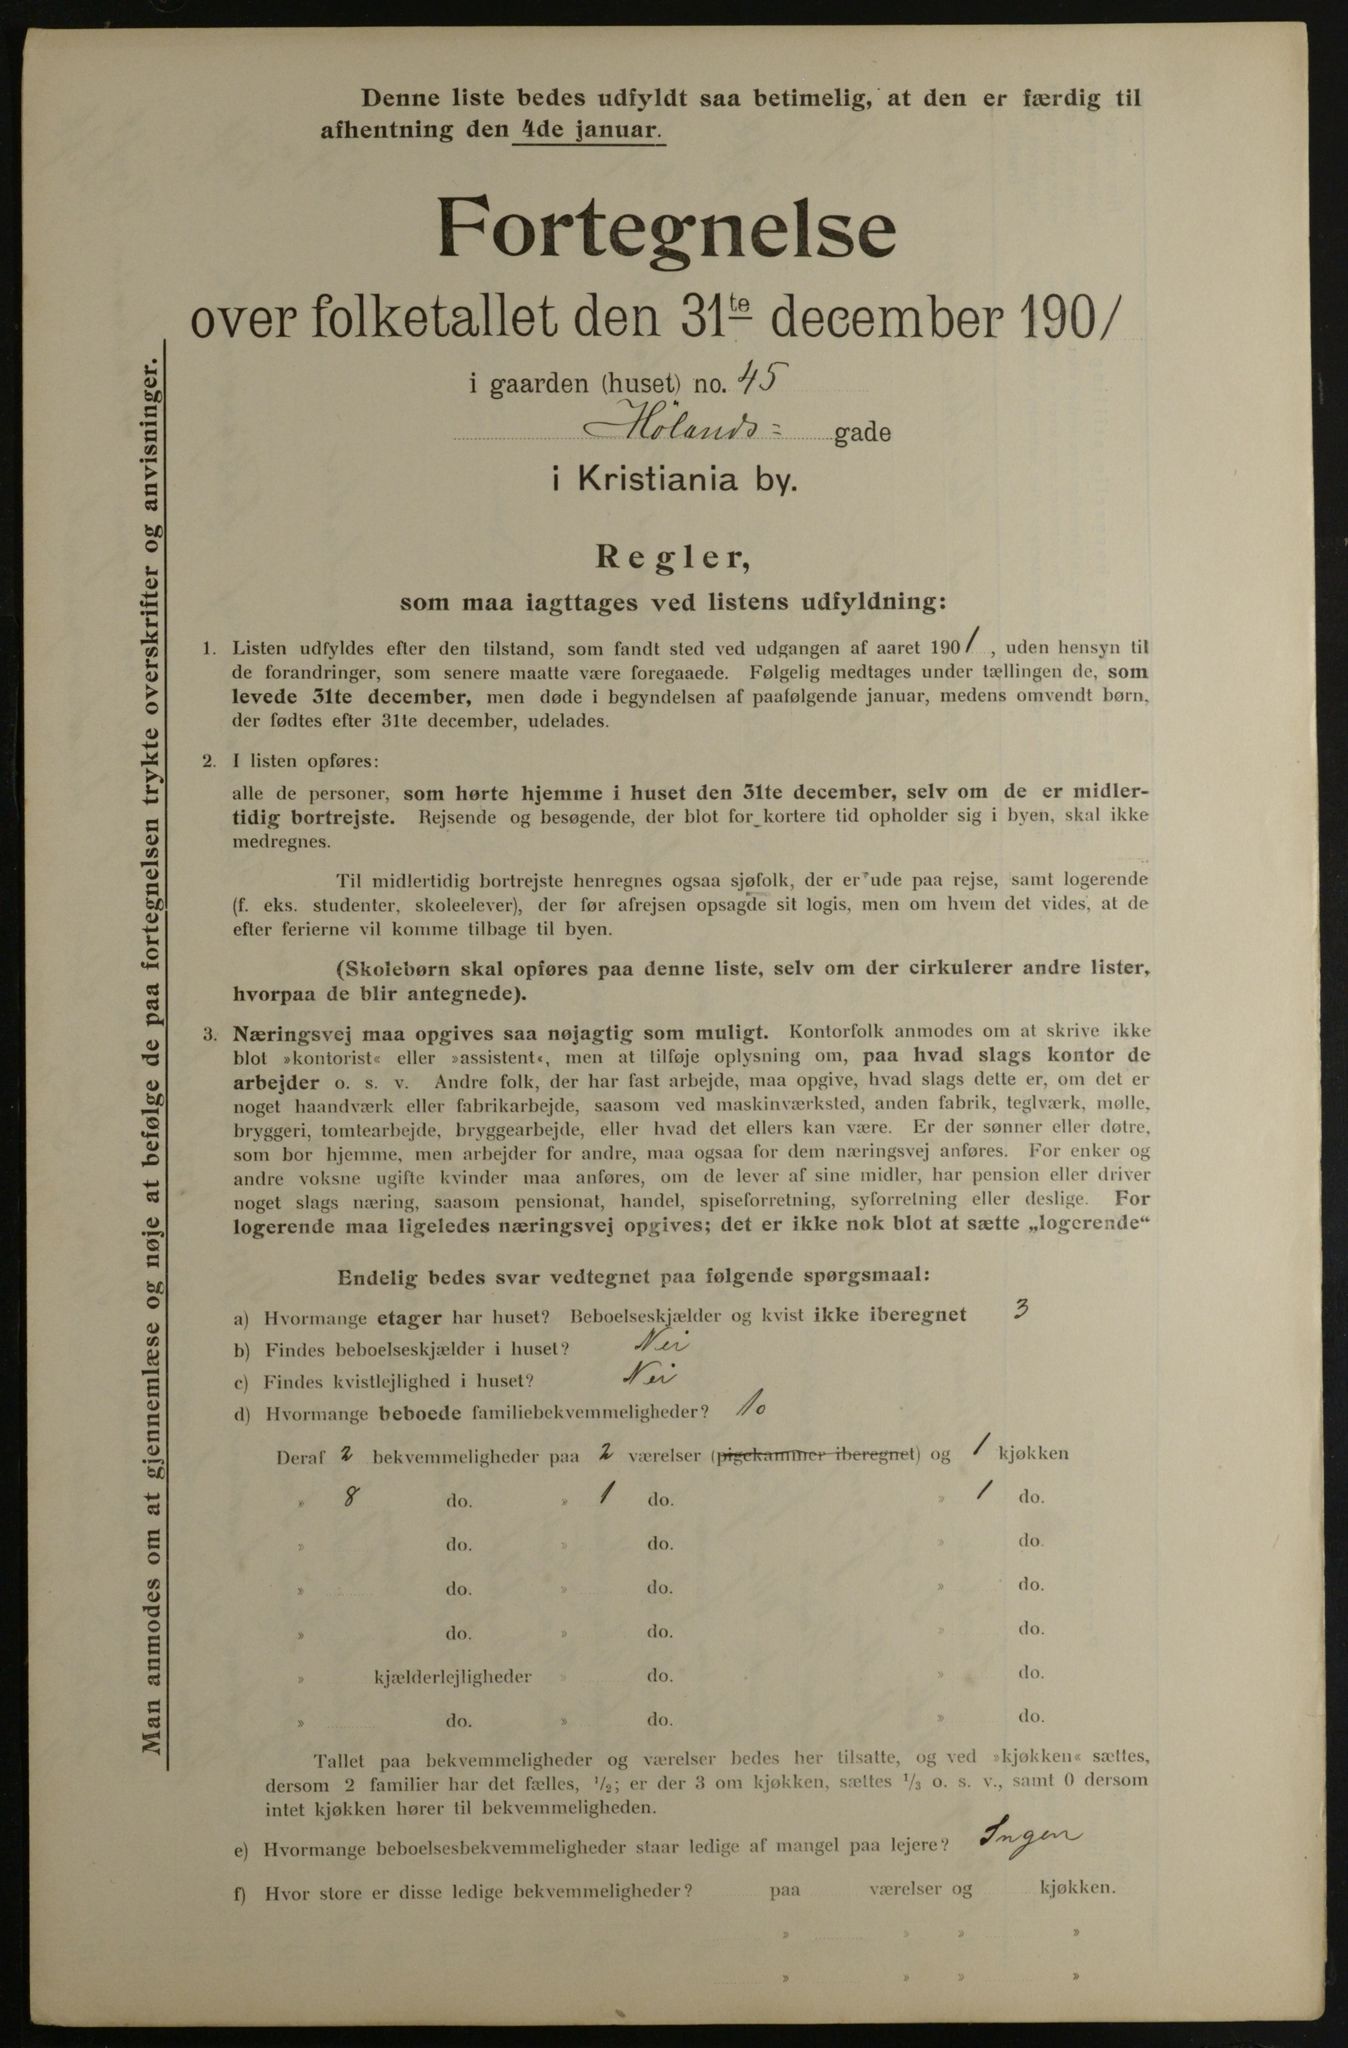 Denne liste bedes udfyldt saa betimelig, at den er færdig til
afhentning den 4de januar.
Fortegnelse
over folketallet den 31te december 1901
i gaarden (huset) no. 45
Hølands= gade
i Kristiania by.
Regler,
som maa iagttages ved listens udfyldning:
1. Listen udfyldes efter den tilstand, som fandt sted ved udgangen af aaret 1901, uden hensyn til
de forandringer, som senere maatte være foregaaede. Følgelig medtages under tællingen de, som
levede 31te december, men døde i begyndelsen af paafølgende januar, medens omvendt børn,
der fødtes efter 31te december, udelades.
2. I listen opføres:
alle de personer, som hørte hjemme i huset den 31te december, selv om de er midler-
tidig bortrejste. Rejsende og besøgende, der blot for kortere tid opholder sig i byen, skal ikke
medregnes.
Til midlertidig bortrejste henregnes ogsaa sjøfolk, der er ude paa rejse, samt logerende
(f. eks. studenter, skoleelever), der før afrejsen opsagde sit logis, men om hvem det vides, at de
efter ferierne vil komme tilbage til byen.
(Skolebørn skal opføres paa denne liste, selv om der cirkulerer andre lister,
hvorpaa de blir antegnede).
3. Næringsvej maa opgives saa nøjagtig som muligt. Kontorfolk anmodes om at skrive ikke
blot »kontorist« eller »assistent«, men at tilføje oplysning om, paa hvad slags kontor de
arbejder o. s. v. Andre folk, der har fast arbejde, maa opgive, hvad slags dette er, om det er
noget haandværk eller fabrikarbejde, saasom ved maskinværksted, anden fabrik, teglværk, mølle,
bryggeri, tomtearbejde, bryggearbejde, eller hvad det ellers kan være. Er der sønner eller døtre,
som bor hjemme, men arbejder for andre, maa ogsaa for dem næringsvej anføres. For enker og
andre voksne ugifte kvinder maa anføres, om de lever af sine midler, har pension eller driver
noget slags næring, saasom pensionat, handel, spiseforretning, syforretning eller deslige. For
logerende maa ligeledes næringsvej opgives; det er ikke nok blot at sætte „logerende“
Endelig bedes svar vedtegnet paa følgende spørgsmaal:
a) Hvormange etager har huset? Beboelseskjælder og kvist ikke iberegnet 3
b) Findes beboelseskjælder i huset? Nei
c) Findes kvistlejlighed i huset? Nei
d) Hvormange beboede familiebekvemmeligheder? 10
Deraf 2 bekvemmeligheder paa 2 værelser (pigekammer iberegnet) og 1 kjøkken
» 8 do. » 1 do. » 1 do.
» do. » do. » do.
» do. » do. » do.
» do. » do. » do.
» kjælderlejligheder » do. » do.
» do. » do. » do.
Tallet paa bekvemmeligheder og værelser bedes her tilsatte, og ved »kjøkken« sættes,
dersom 2 familier har det fælles, 1/2; er der 3 om kjøkken, sættes 1/3 o. s. v., samt 0 dersom
intet kjøkken hører til bekvemmeligheden.
e) Hvormange beboelsesbekvemmeligheder staar ledige af mangel paa lejere? Ingen
f) Hvor store er disse ledige bekvemmeligheder? paa værelser og kjøkken.
» » » »
» » » »
Man anmodes om at gjennemlæse og nøje at befølge de paa fortegnelsen trykte overskrifter og anvisninger.